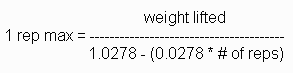 weight lifted
1 rep max = ---------------------------------------
1.0278 - (0.0278 * # of reps)